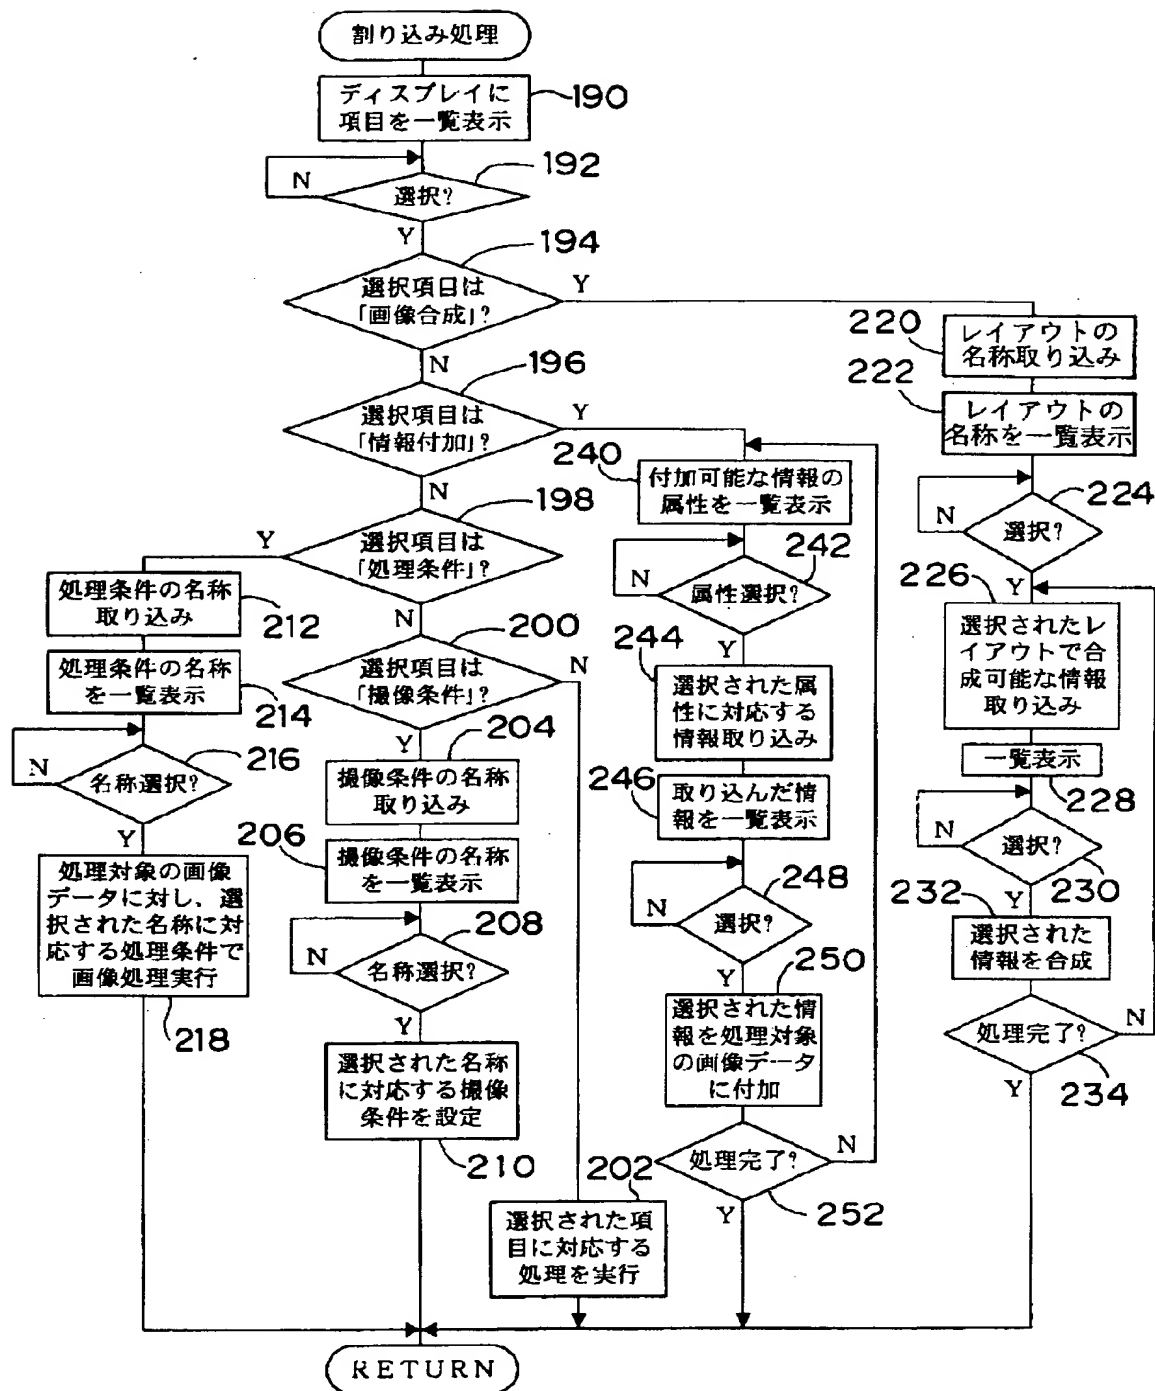 割り込み処理
ディスプレイに
項目を一覧表示
190
192
N
選択?
Y
194
選択項目は
「画像合成」?
Y
N
196
選択項目は
「情報付加」?
Y
N
198
選択項目は
「処理条件」?
Y
N
処理条件の名称
取り込み
212
処理条件の名称
を一覧表示
214
N
名称選択?
216
Y
処理対象の画像
データに対し、選
択された名称に対
応する処理条件で
画像処理実行
218
200
選択項目は
「撮像条件」?
N
Y
204
撮像条件の名称
取り込み
206
撮像条件の名称
を一覧表示
208
N
名称選択?
Y
選択された名称
に対応する撮像
条件を設定
210
202
選択された項
目に対応する
処理を実行
240
付加可能な情報の
属性を一覧表示
242
N
属性選択?
244
Y
選択された属
性に対応する
情報取り込み
246
取り込んだ情
報を一覧表示
248
N
選択?
Y
250
選択された情
報を処理対象
の画像データ
に付加
処理完了?
N
Y
252
220
レイアウトの
名称取り込み
222
レイアウトの
名称を一覧表示
224
N
選択?
226
Y
選択されたレ
イアウトで合
成可能な情報
取り込み
一覧表示
228
N
選択?
230
232
Y
選択された
情報を合成
処理完了?
N
Y
234
RETURN